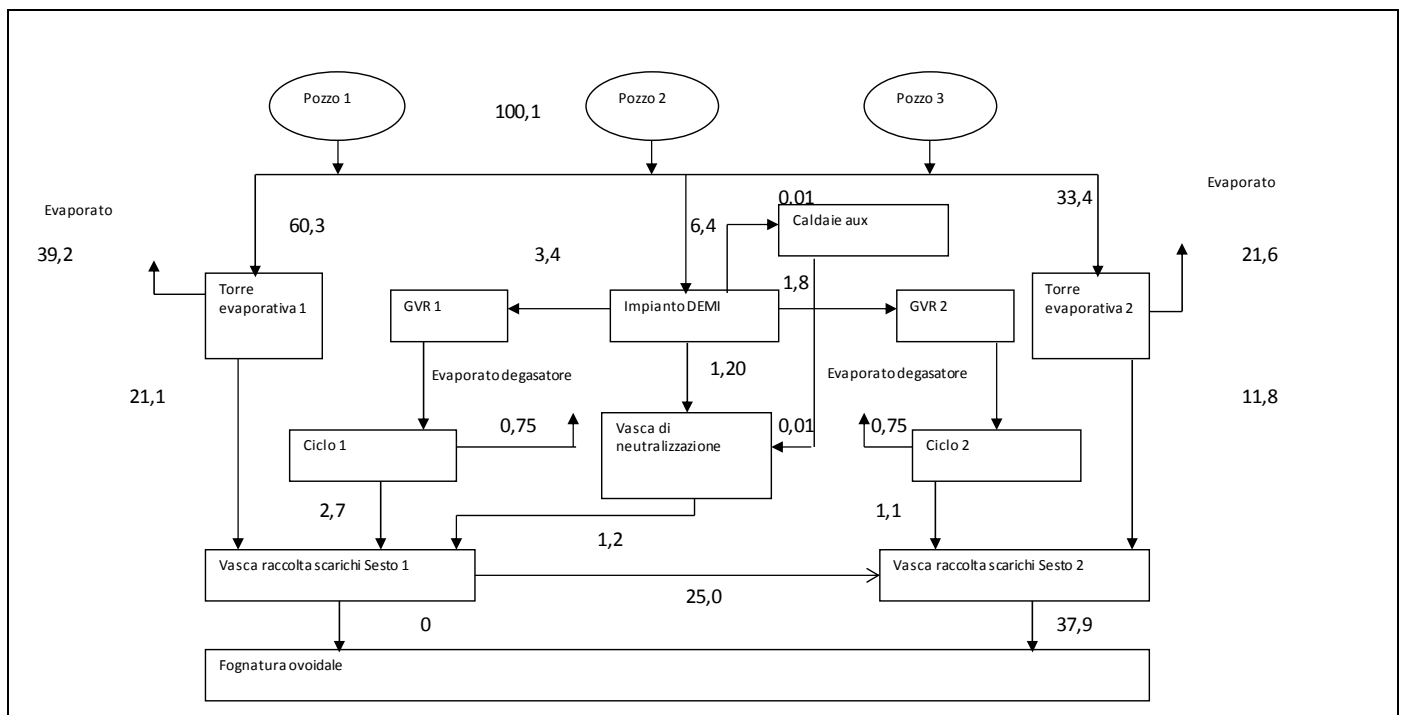 Pozzo 1
Pozzo 2
Pozzo 3
100,1
Evaporato
Evaporato
39,2
60,3
3,4
6,4
0,01
Caldaie aux
33,4
21,6
Torre
evaporativa 1
GVR 1
Impianto DEMI
1,8
GVR 2
Torre
evaporativa 2
21,1
Evaporato degasatore
1,20
Evaporato degasatore
11,8
Ciclo 1
0,75
Vasca di
neutralizzazione
0,01
0,75
Ciclo 2
2,7
1,2
1,1
Vasca raccolta scarichi Sesto 1
Vasca raccolta scarichi Sesto 2
25,0
0
37,9
Fognatura ovoidale